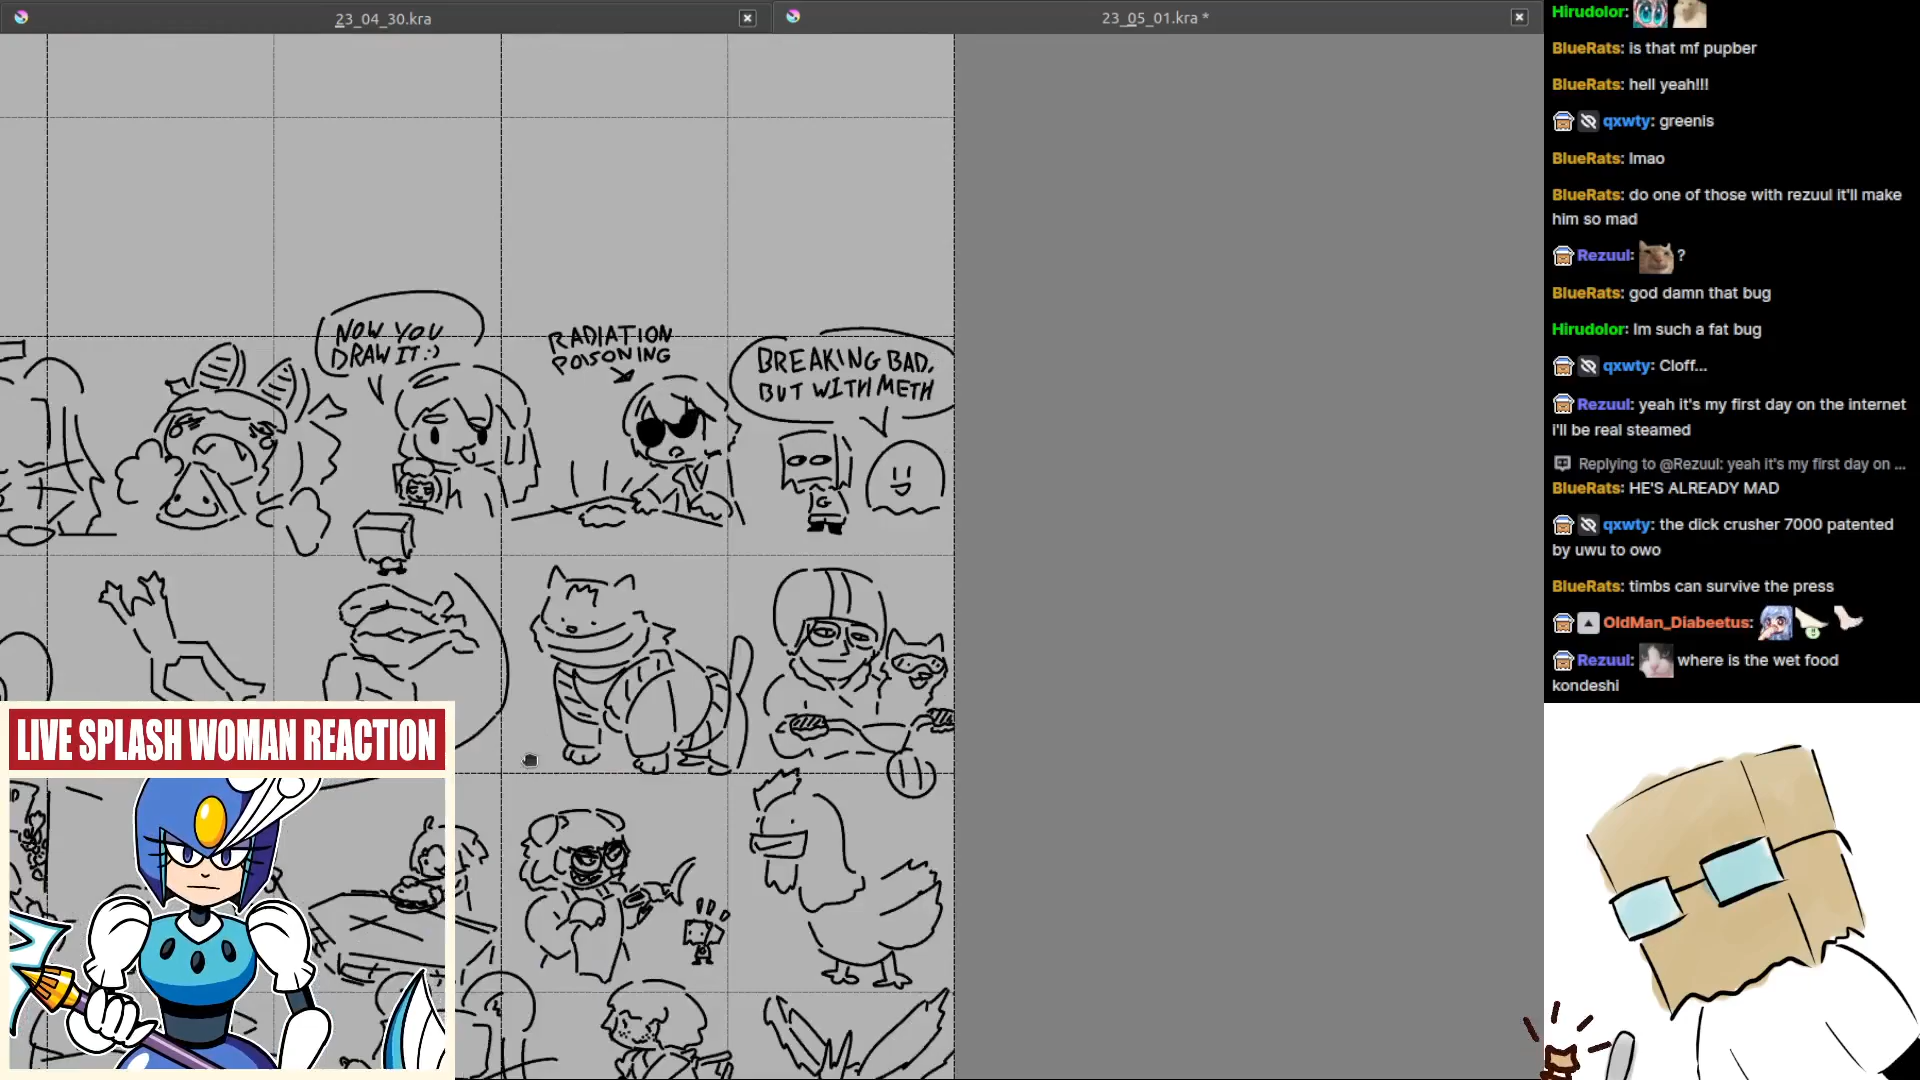 23_04_30.kra
23_05_01.kra *
NOW YOU
DRAW IT:)
RADIATION
POISONING
BREAKING BAD,
BUT WITH METH
LIVE SPLASH WOMAN REACTION
Hirudolor:
BlueRats: is that mf pupber
BlueRats: hell yeah!!!
qxwty: greenis
BlueRats: lmao
BlueRats: do one of those with rezuul it'll make
him so mad
Rezuul: ?
BlueRats: god damn that bug
Hirudolor: Im such a fat bug
qxwty: Cloff...
Rezuul: yeah it's my first day on the internet
i'll be real steamed
Replying to @Rezuul: yeah it's my first day on ...
BlueRats: HE'S ALREADY MAD
qxwty: the dick crusher 7000 patented
by uwu to owo
BlueRats: timbs can survive the press
OldMan_Diabeetus:
Rezuul: where is the wet food
kondeshi